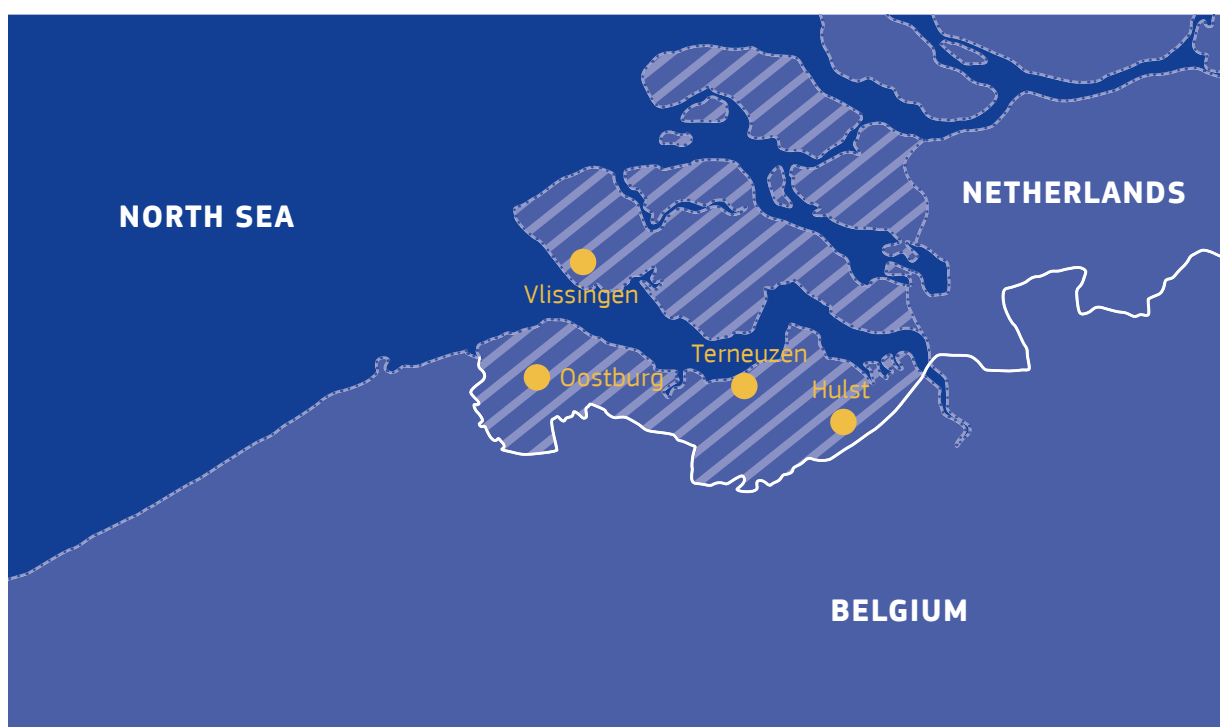 NORTH SEA
NETHERLANDS
Vlissingen
Terneuzen
Oostburg
Hulst
BELGIUM